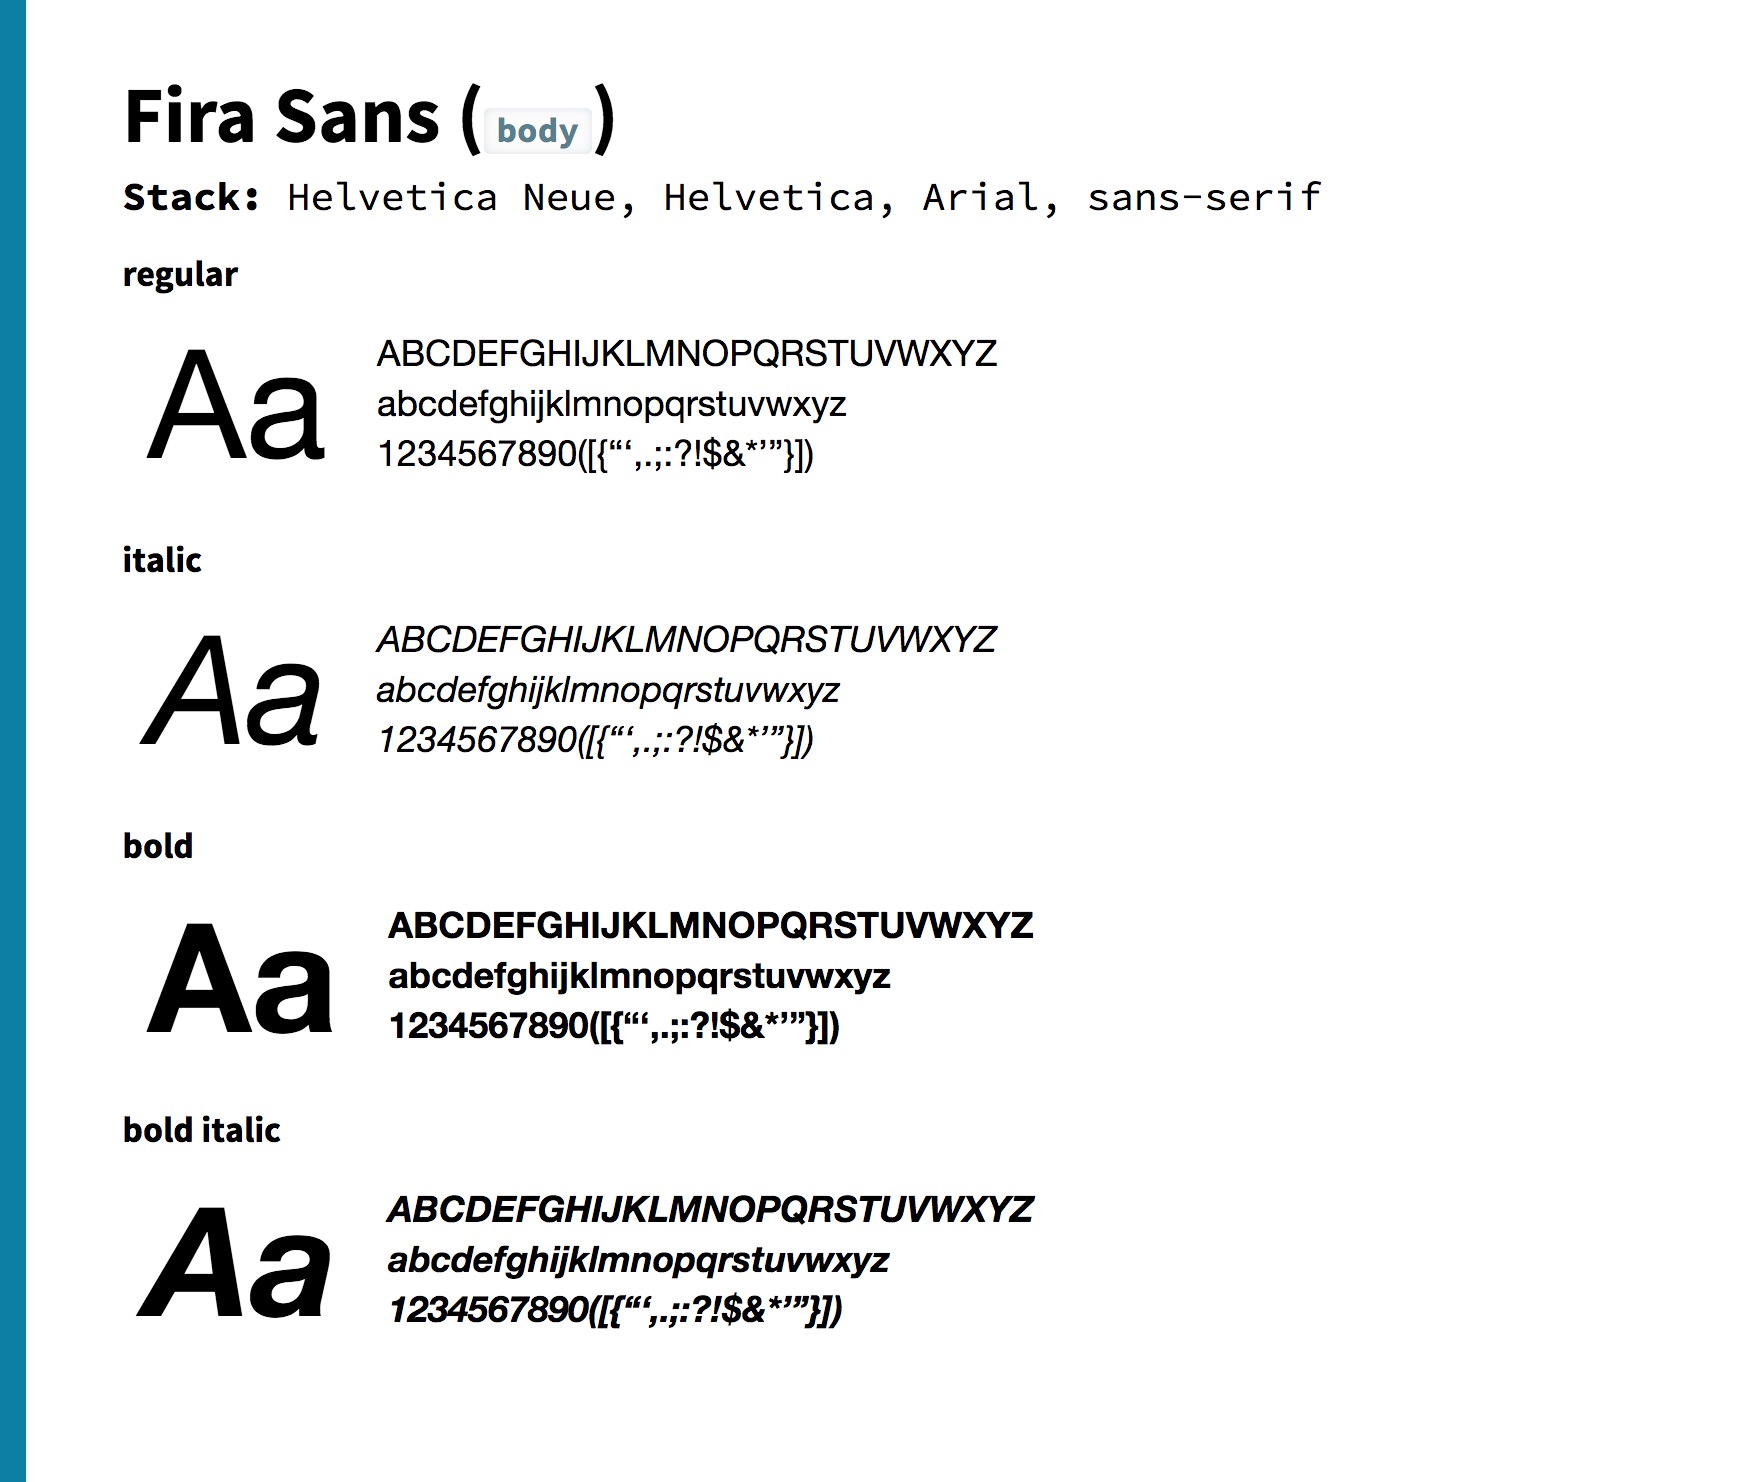 Fira Sans (body)
Stack: Helvetica Neue, Helvetica, Arial, sans-serif
regular
Aa
ABCDEFGHIJKLMNOPQRSTUVWXYZ
abcdefghijklmnopqrstuvwxyz
1234567890([{“‘,.;:?!$&*’”}])
italic
Aa
ABCDEFGHIJKLMNOPQRSTUVWXYZ
abcdefghijklmnopqrstuvwxyz
1234567890([{“‘,.;:?!$&*’”}])
bold
Aa
ABCDEFGHIJKLMNOPQRSTUVWXYZ
abcdefghijklmnopqrstuvwxyz
1234567890([{“‘,.;:?!$&*’”}])
bold italic
Aa
ABCDEFGHIJKLMNOPQRSTUVWXYZ
abcdefghijklmnopqrstuvwxyz
1234567890([{“‘,.;:?!$&*’”}])